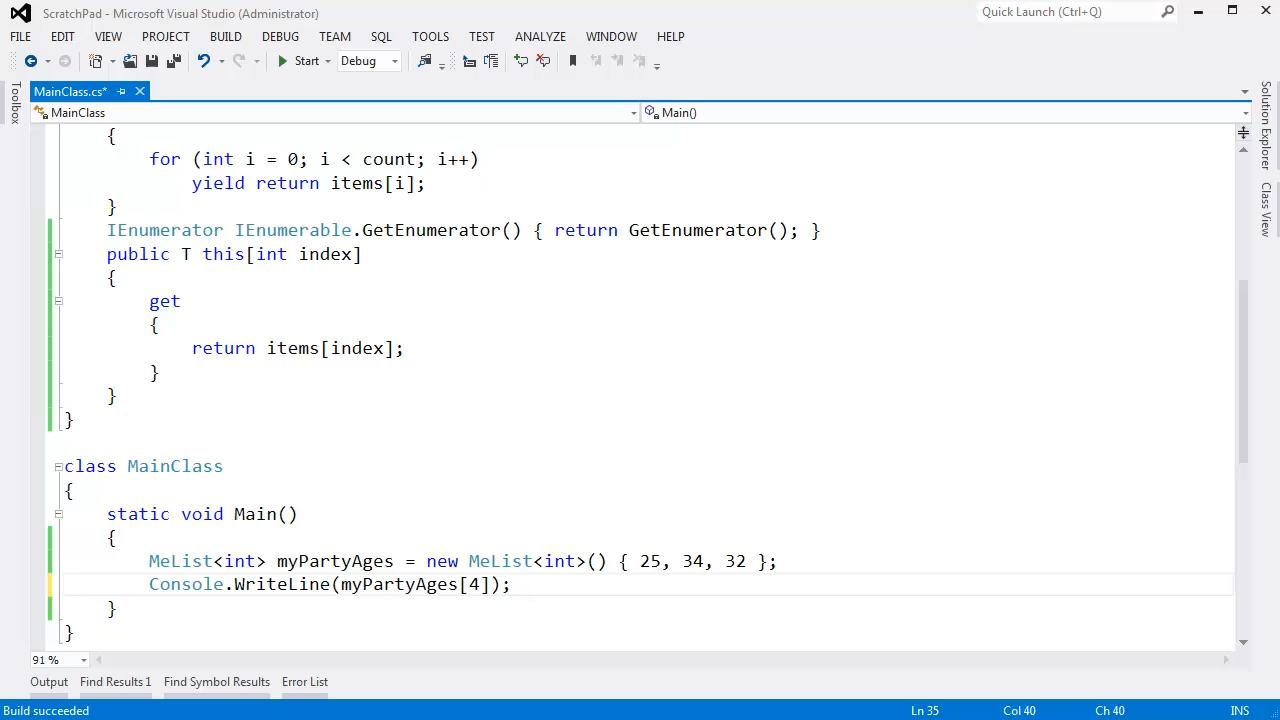 ScratchPad - Microsoft Visual Studio (Administrator)
Quick Launch (Ctrl+Q)
FILE EDIT VIEW PROJECT BUILD DEBUG TEAM SQL TOOLS TEST ANALYZE WINDOW HELP
Start Debug
Toolbox
MainClass.cs*
Solution Explorer
Class View
MainClass Main()
{
for (int i = 0; i < count; i++)
yield return items[i];
}
IEnumerator IEnumerable.GetEnumerator() { return GetEnumerator(); }
public T this[int index]
{
get
{
return items[index];
}
}
}
class MainClass
{
static void Main()
{
MeList<int> myPartyAges = new MeList<int>() { 25, 34, 32 };
Console.WriteLine(myPartyAges[4]);
}
}
91 %
Output Find Results 1 Find Symbol Results Error List
Build succeeded Ln 35 Col 40 Ch 40 INS